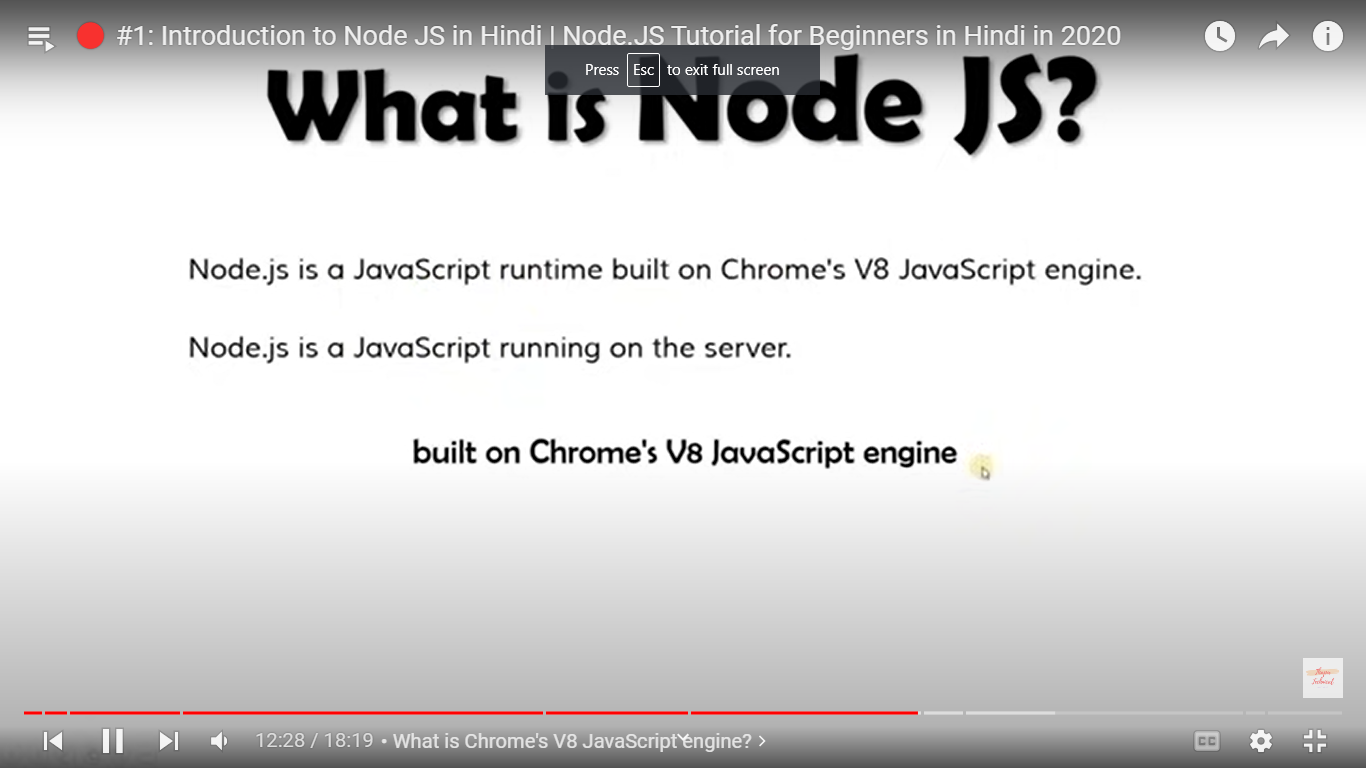 #1: Introduction to Node JS in Hindi | Node.JS Tutorial for Beginners in Hindi in 2020
Press Esc to exit full screen
What is Node JS?
Node.js is a JavaScript runtime built on Chrome's V8 JavaScript engine.
Node.js is a JavaScript running on the server.
built on Chrome's V8 JavaScript engine
Thapa
Technical
12:28 / 18:19 • What is Chrome's V8 JavaScript engine? >
CC